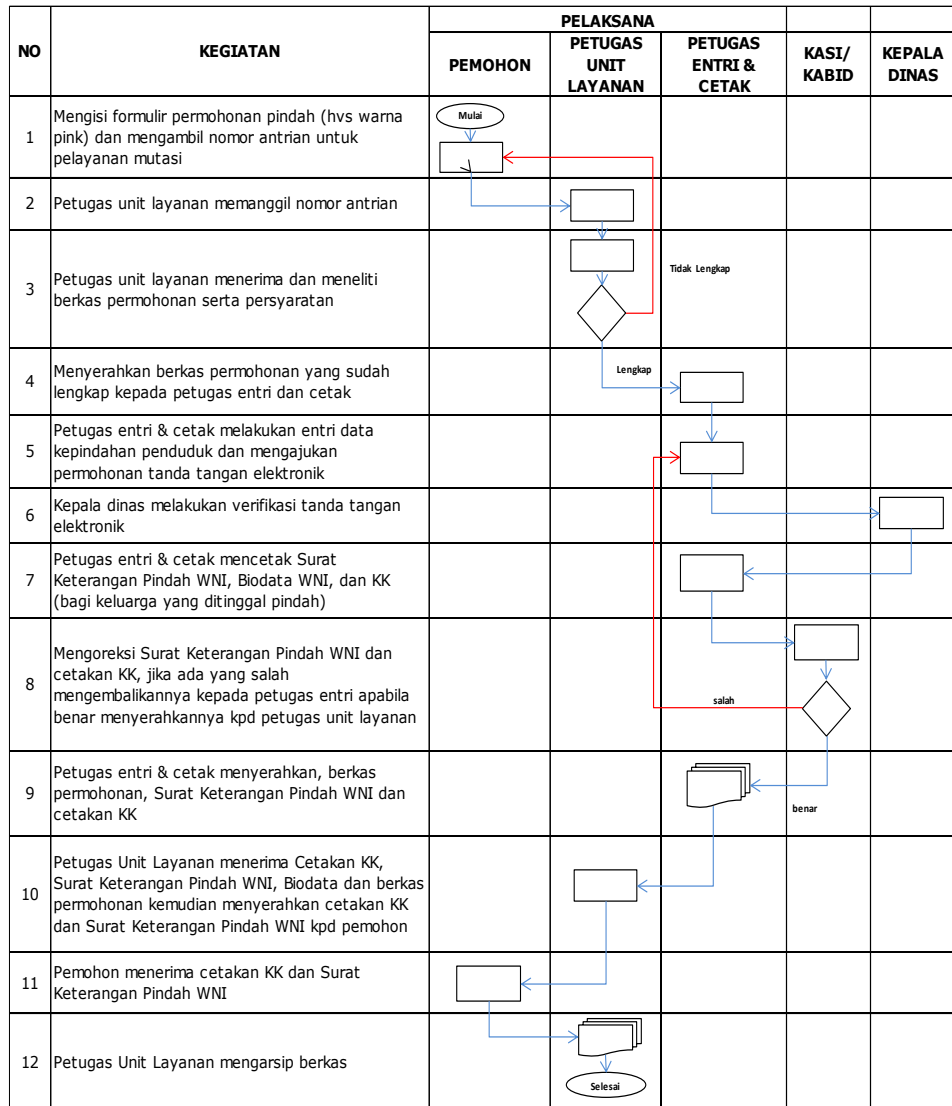 PELAKSANA
NO
KEGIATAN
PEMOHON
PETUGAS
UNIT
LAYANAN
PETUGAS
ENTRI &
CETAK
KASI/
KABID
KEPALA
DINAS
1
Mengisi formulir permohonan pindah (hvs warna
pink) dan mengambil nomor antrian untuk
pelayanan mutasi
Mulai
2
Petugas unit layanan memanggil nomor antrian
3
Petugas unit layanan menerima dan meneliti
berkas permohonan serta persyaratan
Tidak Lengkap
4
Menyerahkan berkas permohonan yang sudah
lengkap kepada petugas entri dan cetak
Lengkap
5
Petugas entri & cetak melakukan entri data
kepindahan penduduk dan mengajukan
permohonan tanda tangan elektronik
6
Kepala dinas melakukan verifikasi tanda tangan
elektronik
7
Petugas entri & cetak mencetak Surat
Keterangan Pindah WNI, Biodata WNI, dan KK
(bagi keluarga yang ditinggal pindah)
8
Mengoreksi Surat Keterangan Pindah WNI dan
cetakan KK, jika ada yang salah
mengembalikannya kepada petugas entri apabila
benar menyerahkannya kpd petugas unit layanan
salah
9
Petugas entri & cetak menyerahkan, berkas
permohonan, Surat Keterangan Pindah WNI dan
cetakan KK
benar
10
Petugas Unit Layanan menerima Cetakan KK,
Surat Keterangan Pindah WNI, Biodata dan berkas
permohonan kemudian menyerahkan cetakan KK
dan Surat Keterangan Pindah WNI kpd pemohon
11
Pemohon menerima cetakan KK dan Surat
Keterangan Pindah WNI
12
Petugas Unit Layanan mengarsip berkas
Selesai